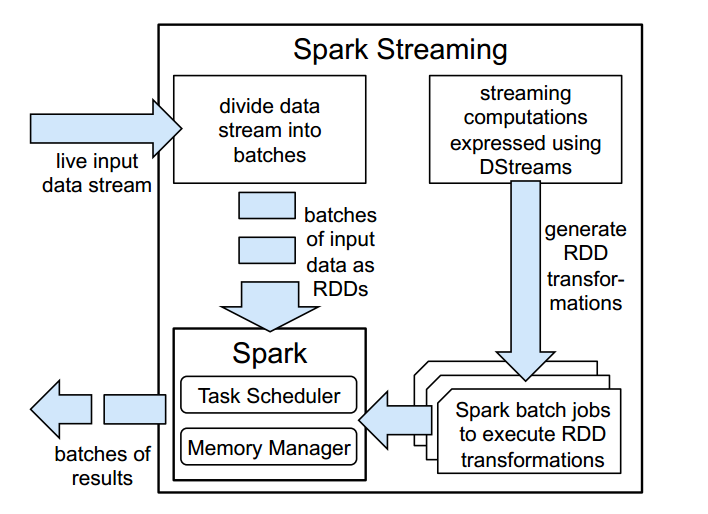 Spark Streaming
divide data
stream into
batches
streaming
computations
expressed using
DStreams
live input
data stream
batches
of input
data as
RDDs
generate
RDD
transfor-
mations
Spark
Task Scheduler
Memory Manager
Spark batch jobs
to execute RDD
transformations
batches of
results